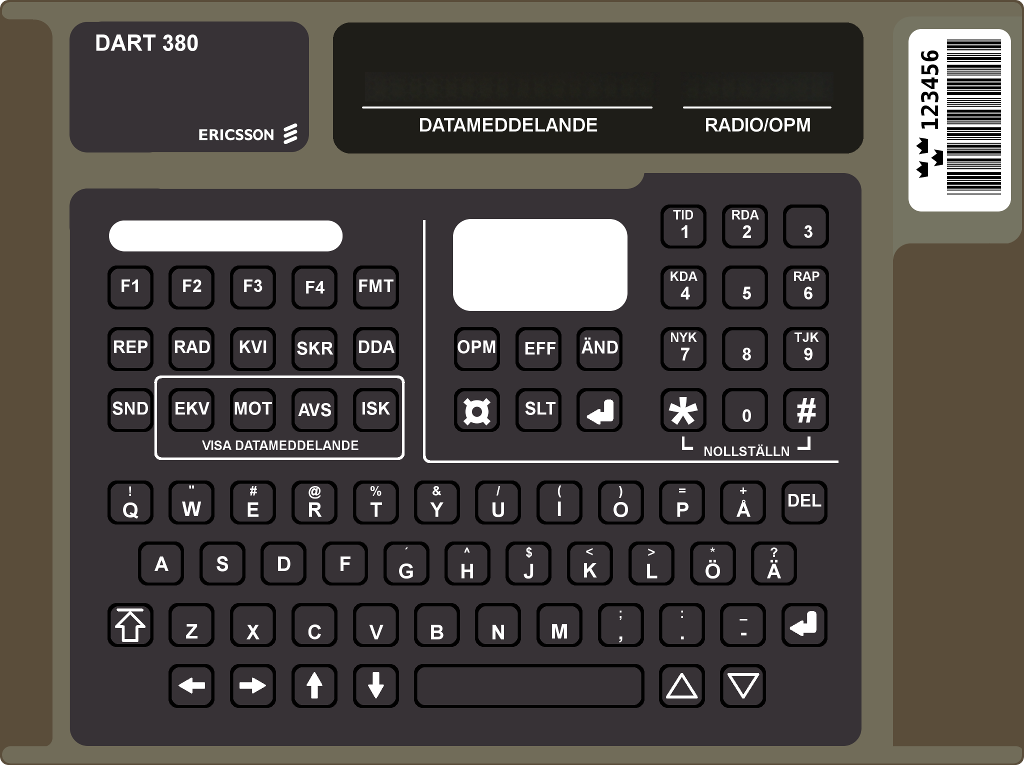 DART 380
ERICSSON
DATAMEDDELANDE RADIO/OPM
123456
TID RDA
1 2 3
F1 F2 F3 F4 FMT
KDA RAP
4 5 6
REP RAD KVI SKR DDA
OPM EFF ÄND
NYK TJK
7 8 9
SND EKV MOT AVS ISK
¤ SLT
* 0 #
VISA DATAMEDDELANDE
NOLLSTÄLLN
! " # @ % & / ( ) = +
Q W E R T Y U I O P Å DEL
´ ^ $ < > * ?
A S D F G H J K L Ö Ä
; : _
Z X C V B N M , . -